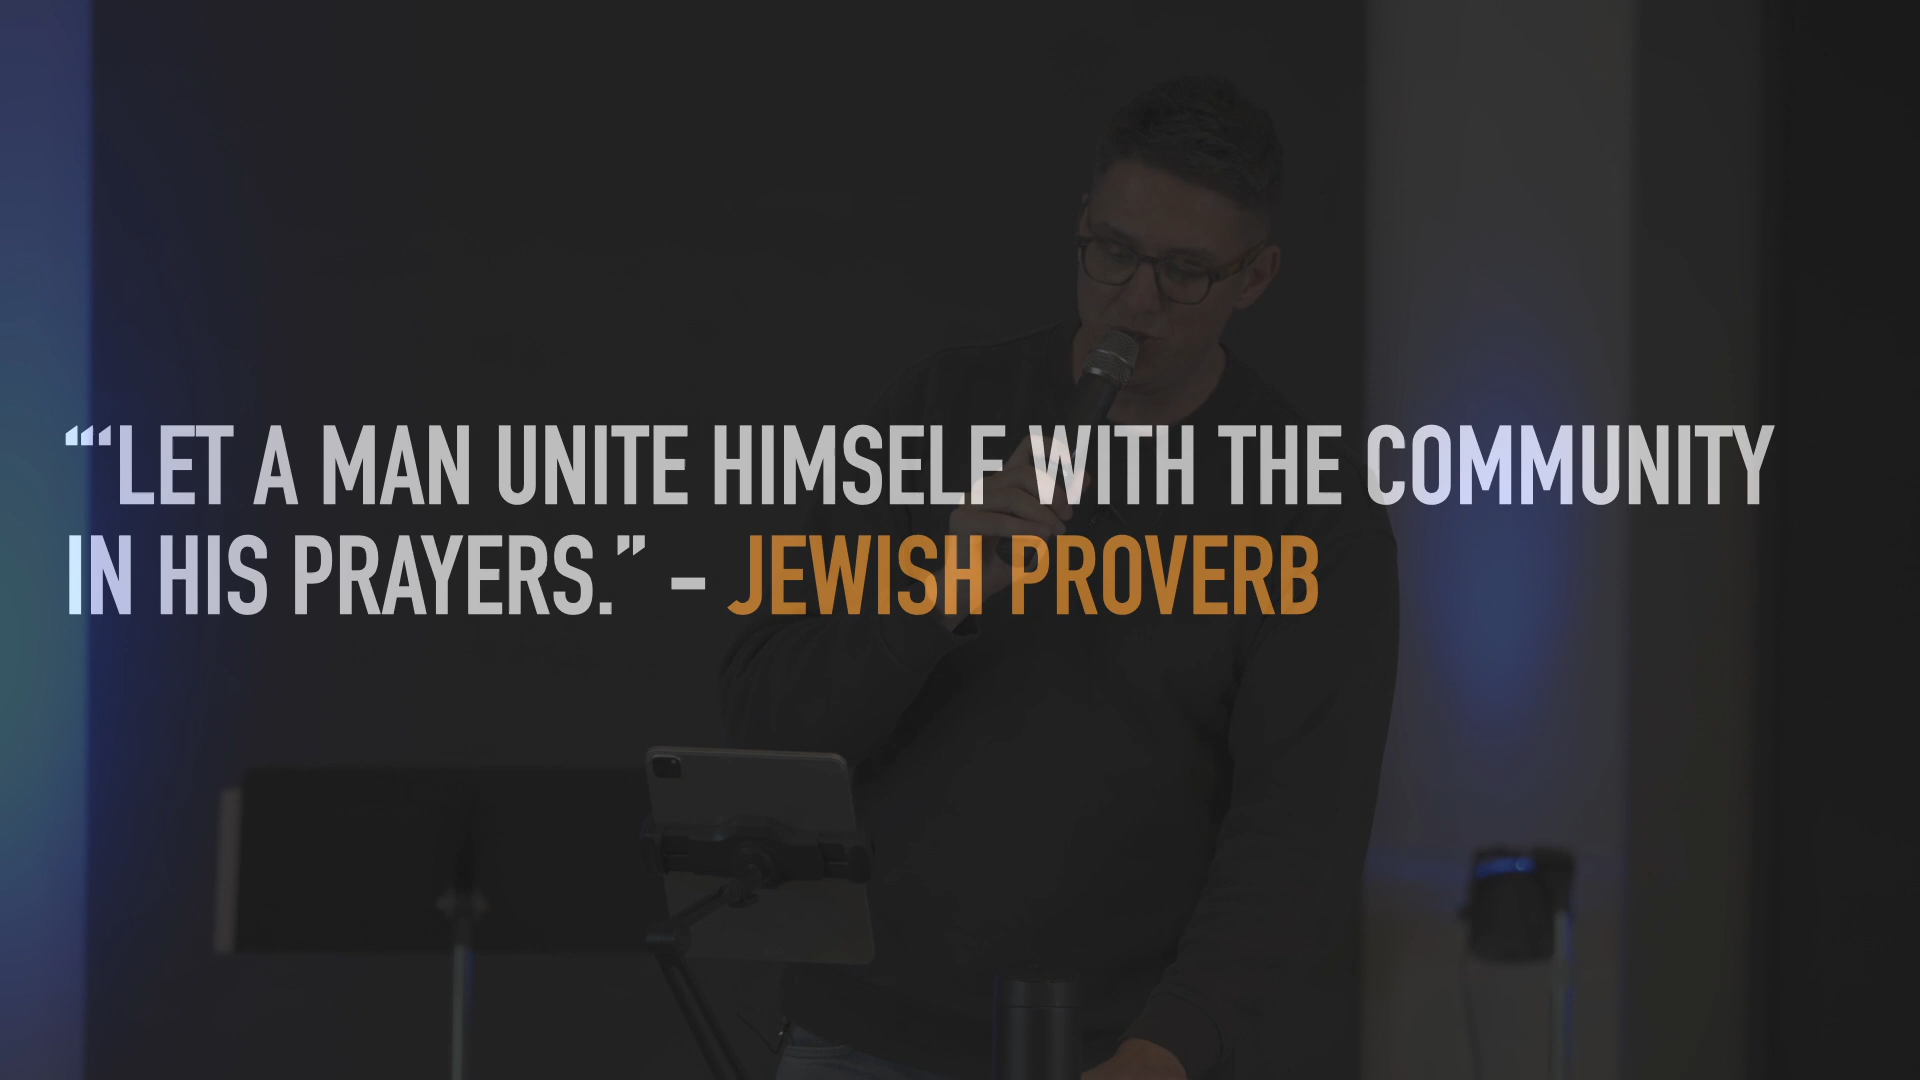 “‘LET A MAN UNITE HIMSELF WITH THE COMMUNITY
IN HIS PRAYERS.” – JEWISH PROVERB